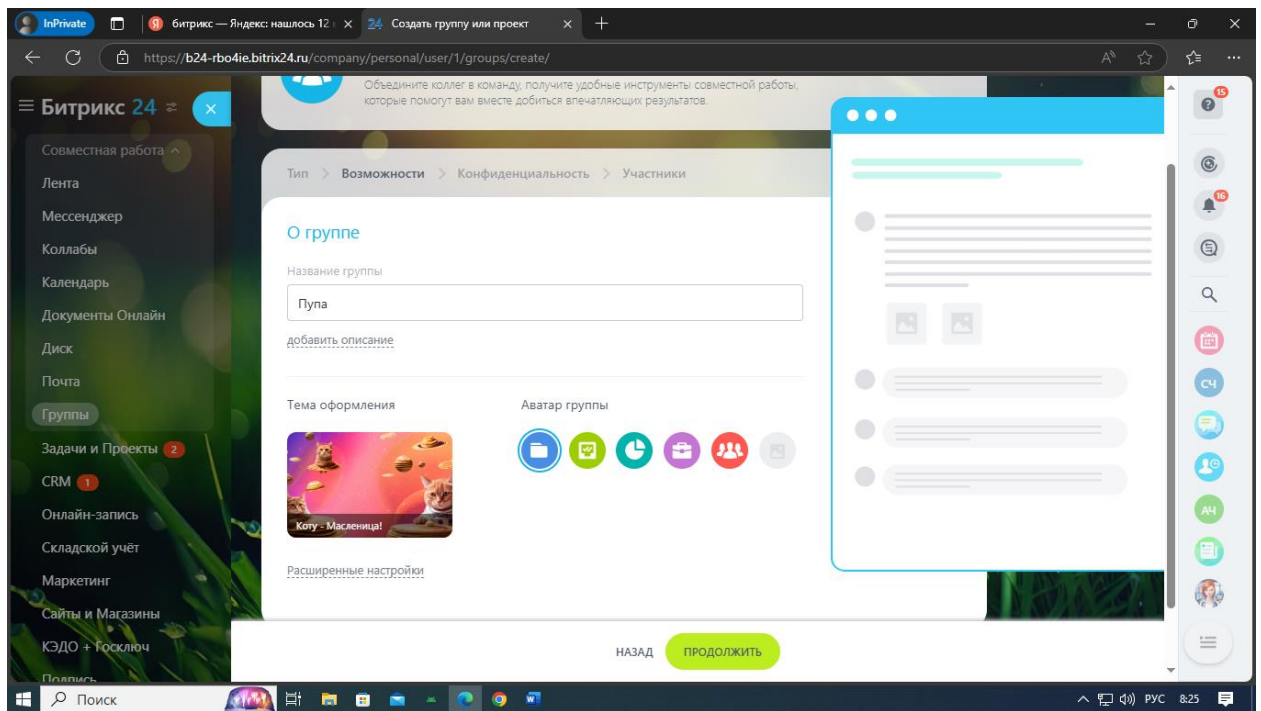 InPrivate
битрикс — Яндекс: нашлось 12
24 Создать группу или проект
https://b24-rbo4ie.bitrix24.ru/company/personal/user/1/groups/create/
Битрикс 24
Совместная работа
Лента
Мессенджер
Коллабы
Календарь
Документы Онлайн
Диск
Почта
Группы
Задачи и Проекты 2
CRM 1
Онлайн-запись
Складской учёт
Маркетинг
Сайты и Магазины
КЭДО + Госключ
Подпись
Объедините коллег в команду, получите удобные инструменты совместной работы,
которые помогут вам вместе добиться впечатляющих результатов.
Тип > Возможности > Конфиденциальность > Участники
О группе
Название группы
Пупа
добавить описание
Тема оформления
Аватар группы
Коту - Масленица!
Расширенные настройки
НАЗАД
ПРОДОЛЖИТЬ
15
16
СЧ
АЧ
Поиск
РУС
8:25